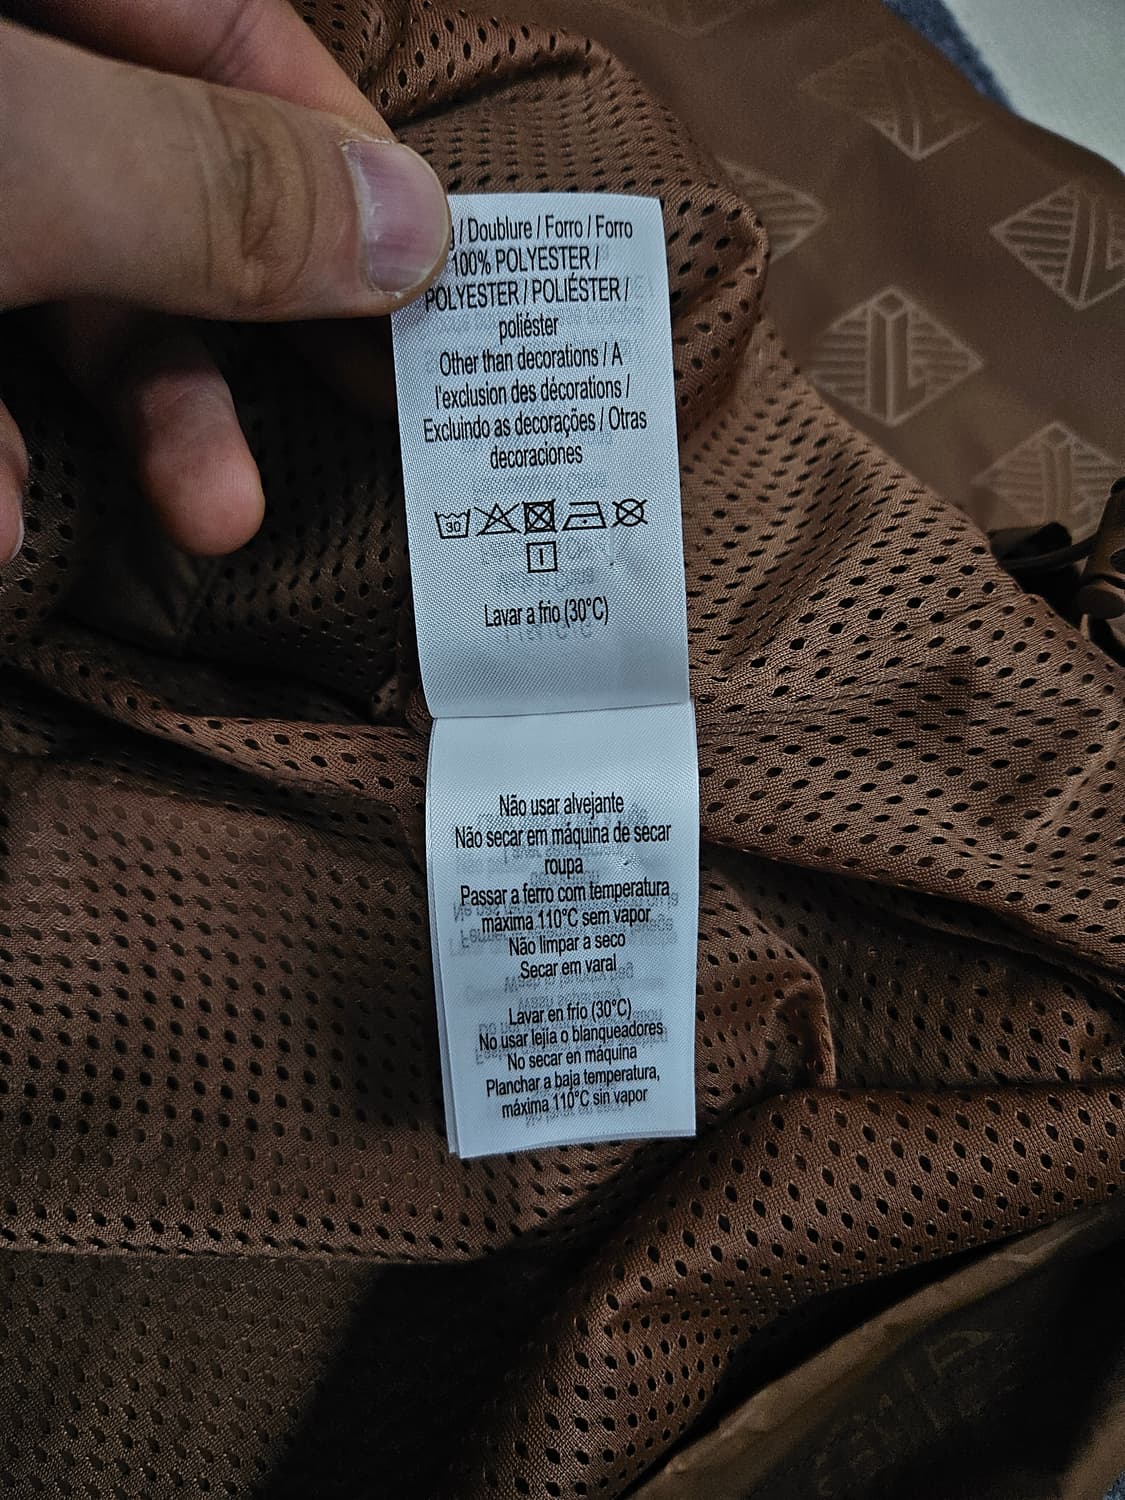 / Doublure / Forro / Forro
100% POLYESTER /
POLYESTER / POLIÉSTER /
poliéster
Other than decorations / A
l'exclusion des décorations /
Excluindo as decorações / Otras
decoraciones
30
Lavar a frio (30°C)
Não usar alvejante
Não secar em máquina de secar
roupa
Passar a ferro com temperatura
máxima 110°C sem vapor
Não limpar a seco
Secar em varal
Lavar en frio (30°C)
No usar lejia o blanqueadores
No secar en máquina
Planchar a baja temperatura,
máxima 110°C sin vapor